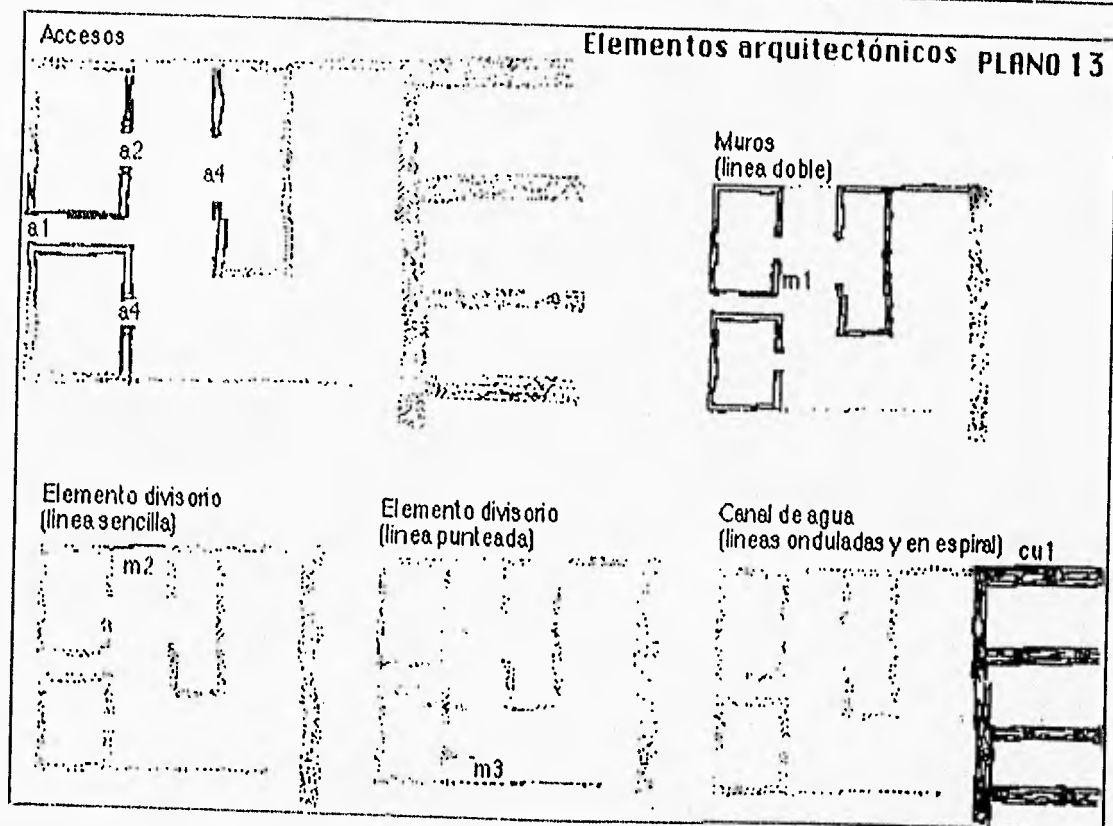 Elementos arquitectónicos PLANO 13
Accesos
a2
a4
a1
a4
Muros
(linea doble)
m1
Elemento divisorio
(linea sencilla)
m2
Elemento divisorio
(linea punteada)
m3
Canal de agua
(lineas onduladas y en espiral) cu1